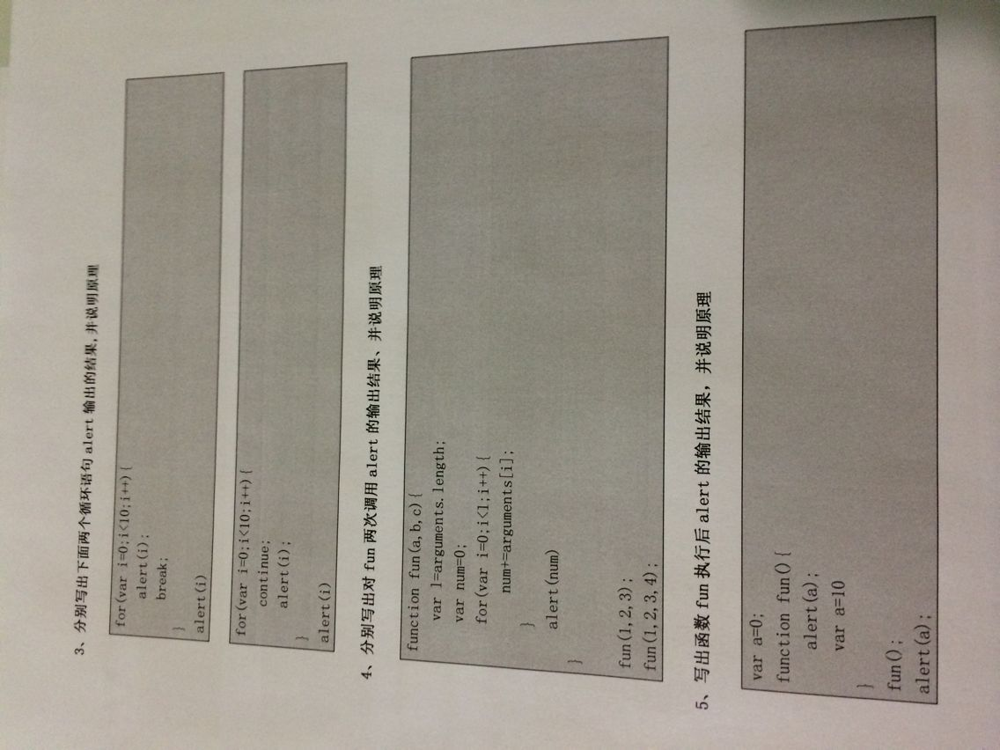 3、分别写出下面两个循环语句 alert 输出的结果,并说明原理
for(var i=0;i<10;i++){
alert(i);
break;
}
alert(i)
for(var i=0;i<10;i++){
continue;
alert(i);
}
alert(i)
4、分别写出对 fun 两次调用 alert 的输出结果、并说明原理
function fun(a,b,c){
var l=arguments.length;
var num=0;
for(var i=0;i<l;i++){
num+=arguments[i];
}
alert(num)
}
fun(1,2,3);
fun(1,2,3,4);
5、写出函数 fun 执行后 alert 的输出结果，并说明原理
var a=0;
function fun(){
alert(a);
var a=10
}
fun();
alert(a);